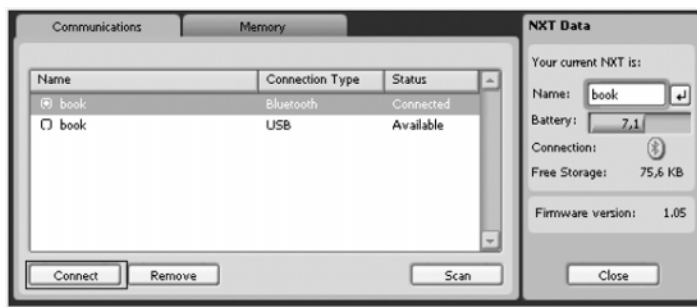 Communications
Memory
Name Connection Type Status
book Bluetooth Connected
book USB Available
Connect Remove Scan
NXT Data
Your current NXT is:
Name: book
Battery: 7,1
Connection:
Free Storage: 75,6 KB
Firmware version: 1.05
Close